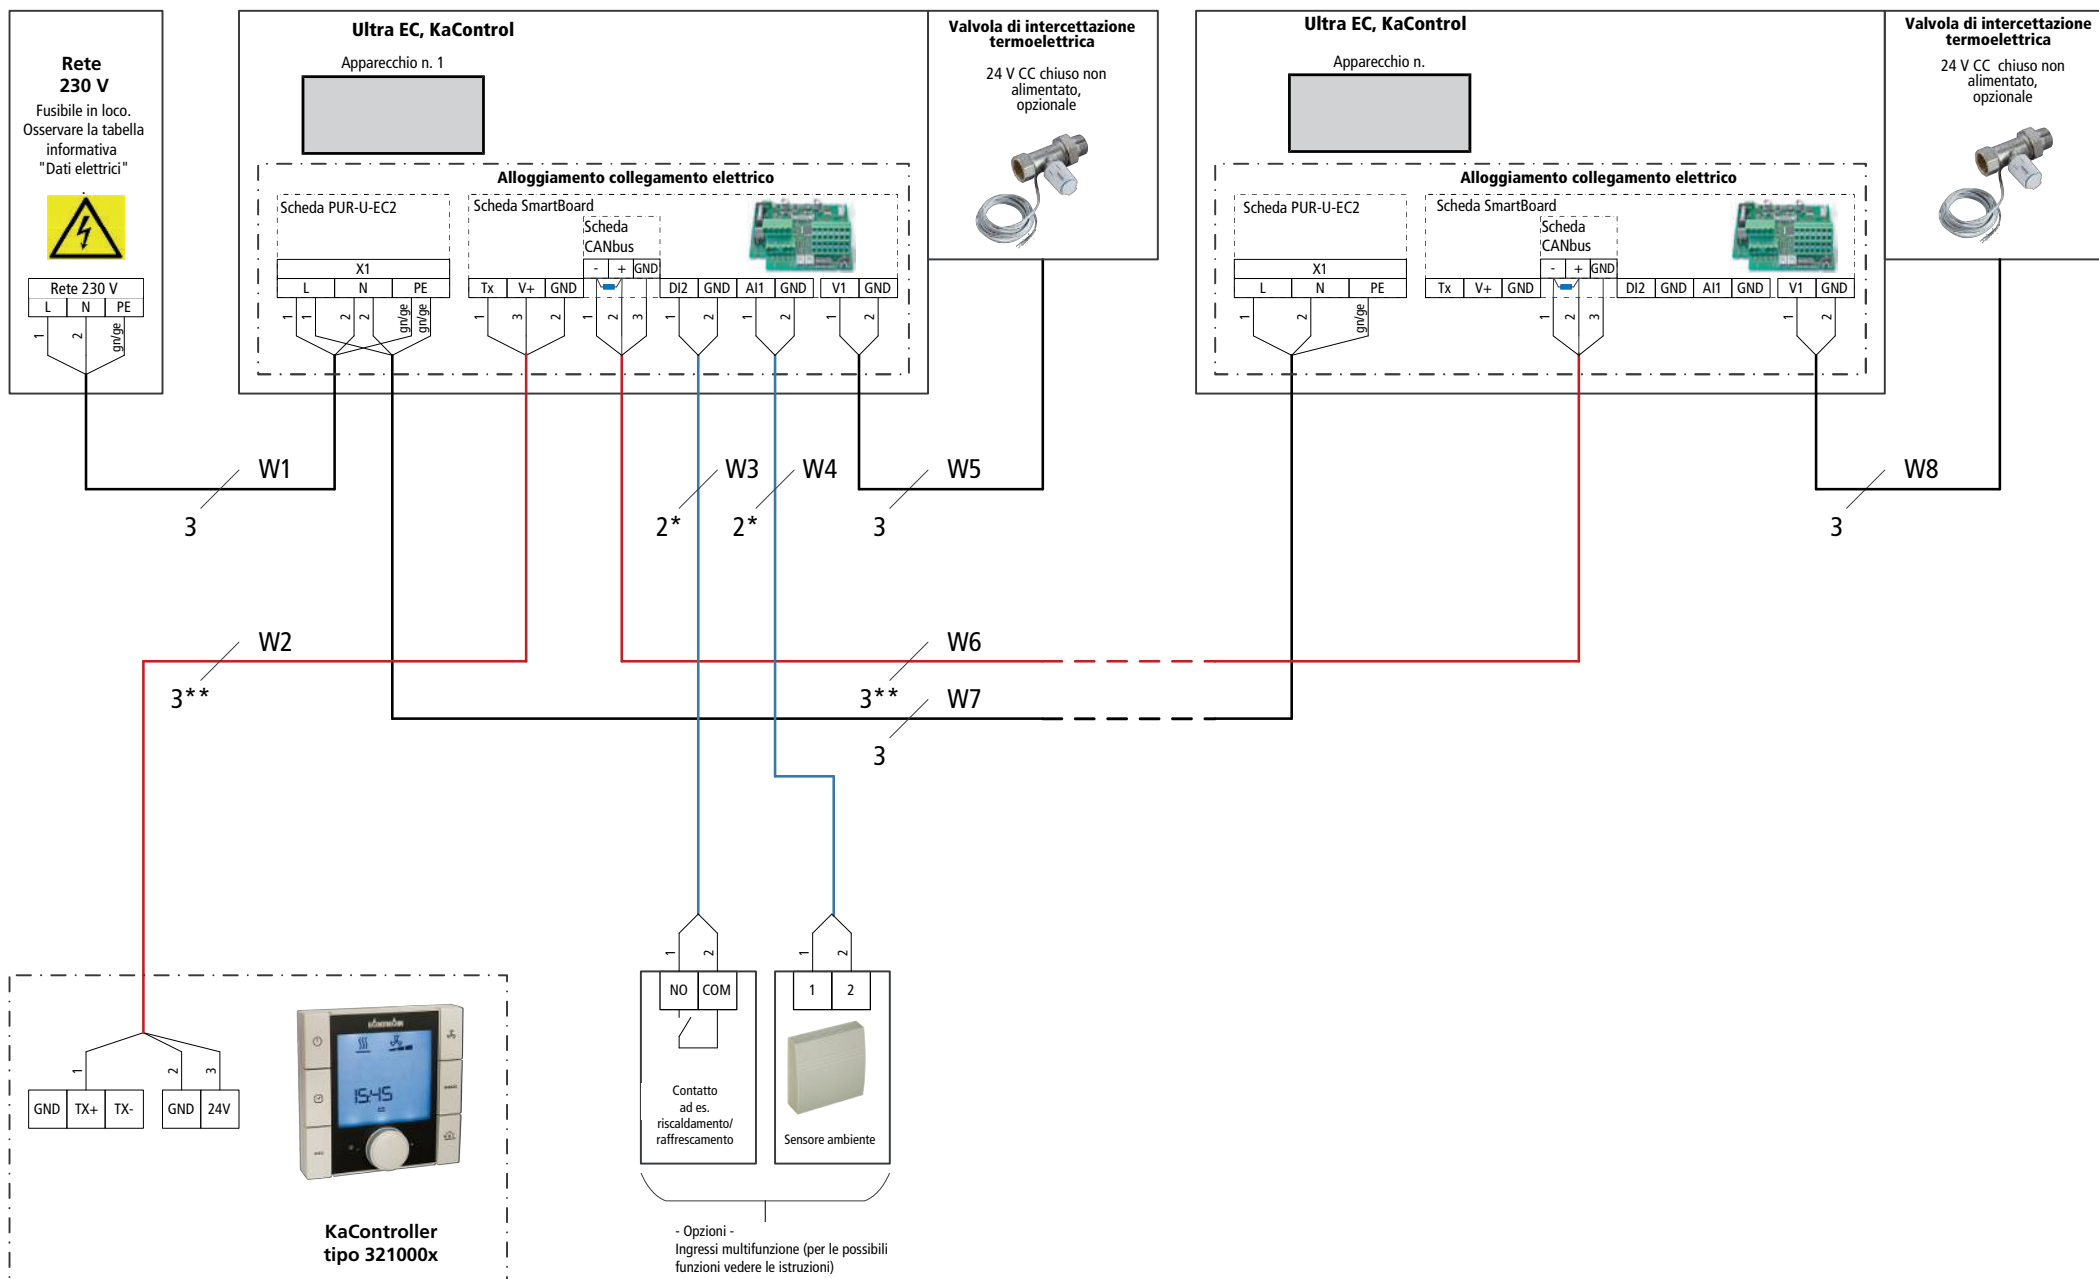 Rete
230 V
Fusibile in loco.
Osservare la tabella
informativa
"Dati elettrici"
Rete 230 V
L N PE
1 2 gn/ge
Ultra EC, KaControl
Apparecchio n. 1
Alloggiamento collegamento elettrico
Scheda PUR-U-EC2
X1
L N PE
1 1 2 2 gn/ge gn/ge
Scheda SmartBoard
Scheda
CANbus
- + GND
Tx V+ GND
DI2 GND AI1 GND V1 GND
1 3 2 1 2 3 1 2 1 2 1 2
Valvola di intercettazione
termoelettrica
24 V CC chiuso non
alimentato,
opzionale
Ultra EC, KaControl
Apparecchio n.
Alloggiamento collegamento elettrico
Scheda PUR-U-EC2
X1
L N PE
1 2 gn/ge
Scheda SmartBoard
Scheda
CANbus
- + GND
Tx V+ GND
DI2 GND AI1 GND V1 GND
1 2 3 1 2
Valvola di intercettazione
termoelettrica
24 V CC chiuso non
alimentato,
opzionale
W1
3
W3
2*
W4
2*
W5
3
W8
3
W2
3**
W6
3**
W7
3
1 2
NO COM
Contatto
ad es.
riscaldamento/
raffrescamento
1 2
1 2
Sensore ambiente
- Opzioni -
Ingressi multifunzione (per le possibili
funzioni vedere le istruzioni)
1 2 3
GND TX+ TX- GND 24V
15:45
KaController
tipo 321000x